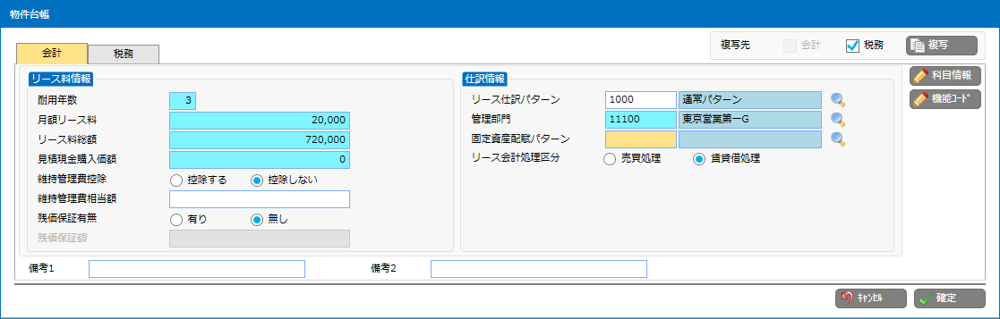 物件台帳
複写先 会計 税務 複写
会計 税務
科目情報
機能ｺｰﾄﾞ
リース料情報
耐用年数 3
月額リース料 20,000
リース料総額 720,000
見積現金購入価額 0
維持管理費控除 控除する 控除しない
維持管理費相当額
残価保証有無 有り 無し
残価保証額
仕訳情報
リース仕訳パターン 1000 通常パターン
管理部門 11100 東京営業第一G
固定資産配賦パターン
リース会計処理区分 売買処理 賃貸借処理
備考1 備考2
ｷｬﾝｾﾙ 確定